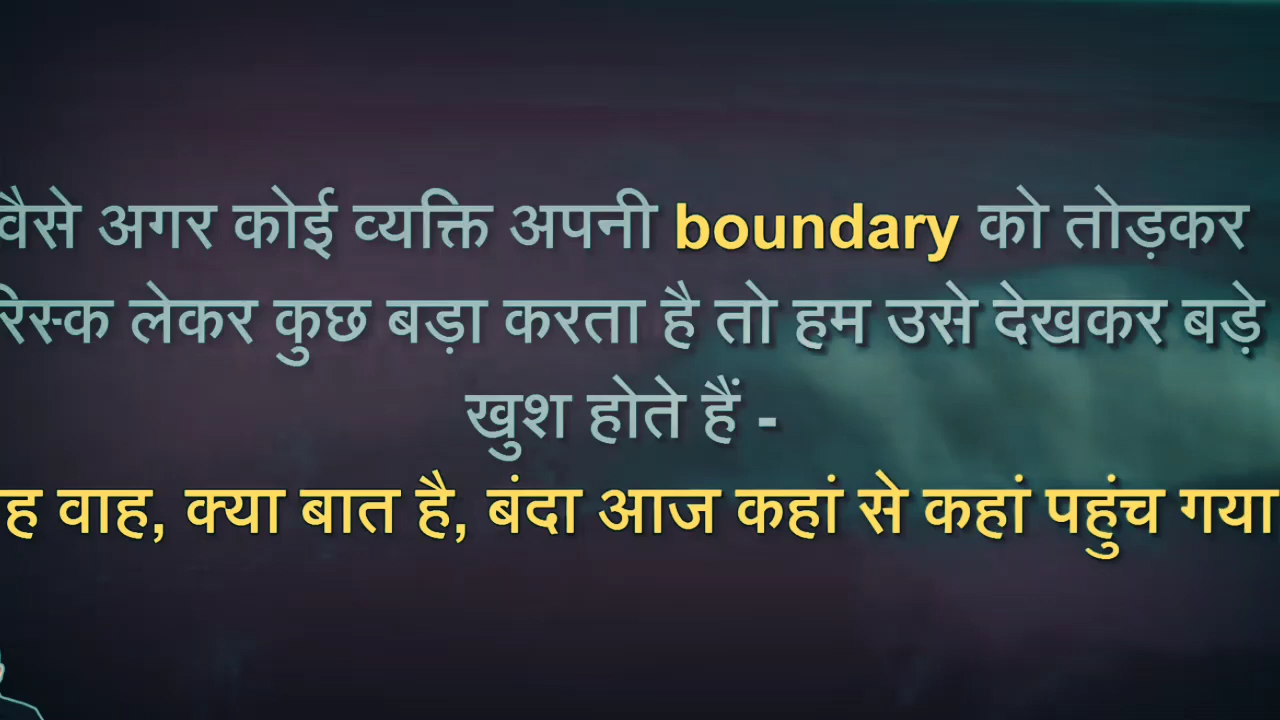 वैसे अगर कोई व्यक्ति अपनी boundary को तोड़कर
रिस्क लेकर कुछ बड़ा करता है तो हम उसे देखकर बड़े
खुश होते हैं -
ह वाह, क्या बात है, बंदा आज कहां से कहां पहुंच गया